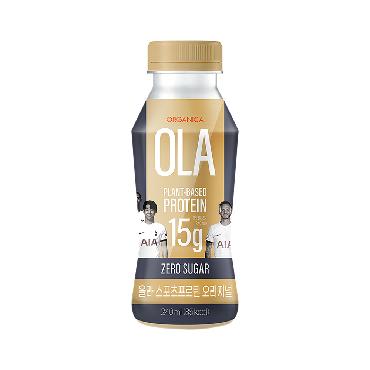 ORGANICA
OLA
PLANT-BASED
PROTEIN
15g
AIA
AIA
ZERO SUGAR
올라 스포츠프로틴 오리지널
240ml